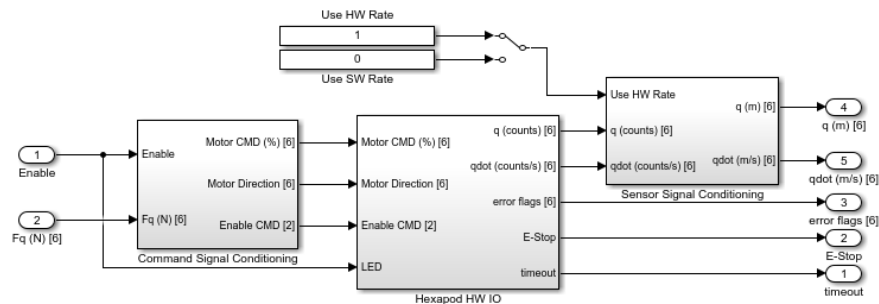 Use HW Rate
1
0
Use SW Rate
Use HW Rate
q (m) [6]
4
q (m) [6]
q (counts) [6]
qdot (counts/s) [6]
qdot (m/s) [6]
5
qdot (m/s) [6]
Sensor Signal Conditioning
1
Enable
2
Fq (N) [6]
Enable
Fq (N) [6]
Motor CMD (%) [6]
Motor Direction [6]
Enable CMD [2]
Command Signal Conditioning
Motor CMD (%) [6]
Motor Direction [6]
Enable CMD [2]
LED
q (counts) [6]
qdot (counts/s) [6]
error flags [6]
E-Stop
timeout
Hexapod HW IO
3
error flags [6]
2
E-Stop
1
timeout